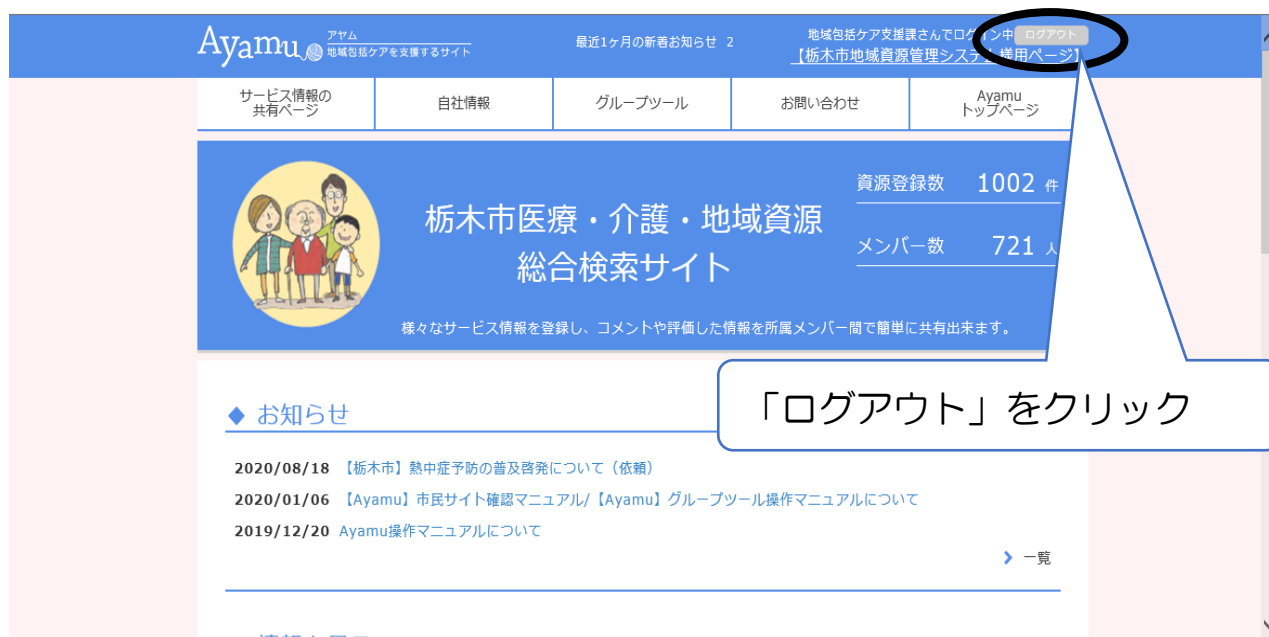 Ayamu アヤム
地域包括ケアを支援するサイト
最近1ヶ月の新着お知らせ 2
地域包括ケア支援課さんでログイン中 ログアウト
【栃木市地域資源管理システム様用ページ】
サービス情報の
共有ページ
自社情報
グループツール
お問い合わせ
Ayamu
トップページ
栃木市医療・介護・地域資源
総合検索サイト
資源登録数 1002 件
メンバー数 721 人
様々なサービス情報を登録し、コメントや評価した情報を所属メンバー間で簡単に共有出来ます。
「ログアウト」をクリック
◆ お知らせ
2020/08/18 【栃木市】熱中症予防の普及啓発について（依頼）
2020/01/06 【Ayamu】市民サイト確認マニュアル/【Ayamu】グループツール操作マニュアルについて
2019/12/20 Ayamu操作マニュアルについて
一覧